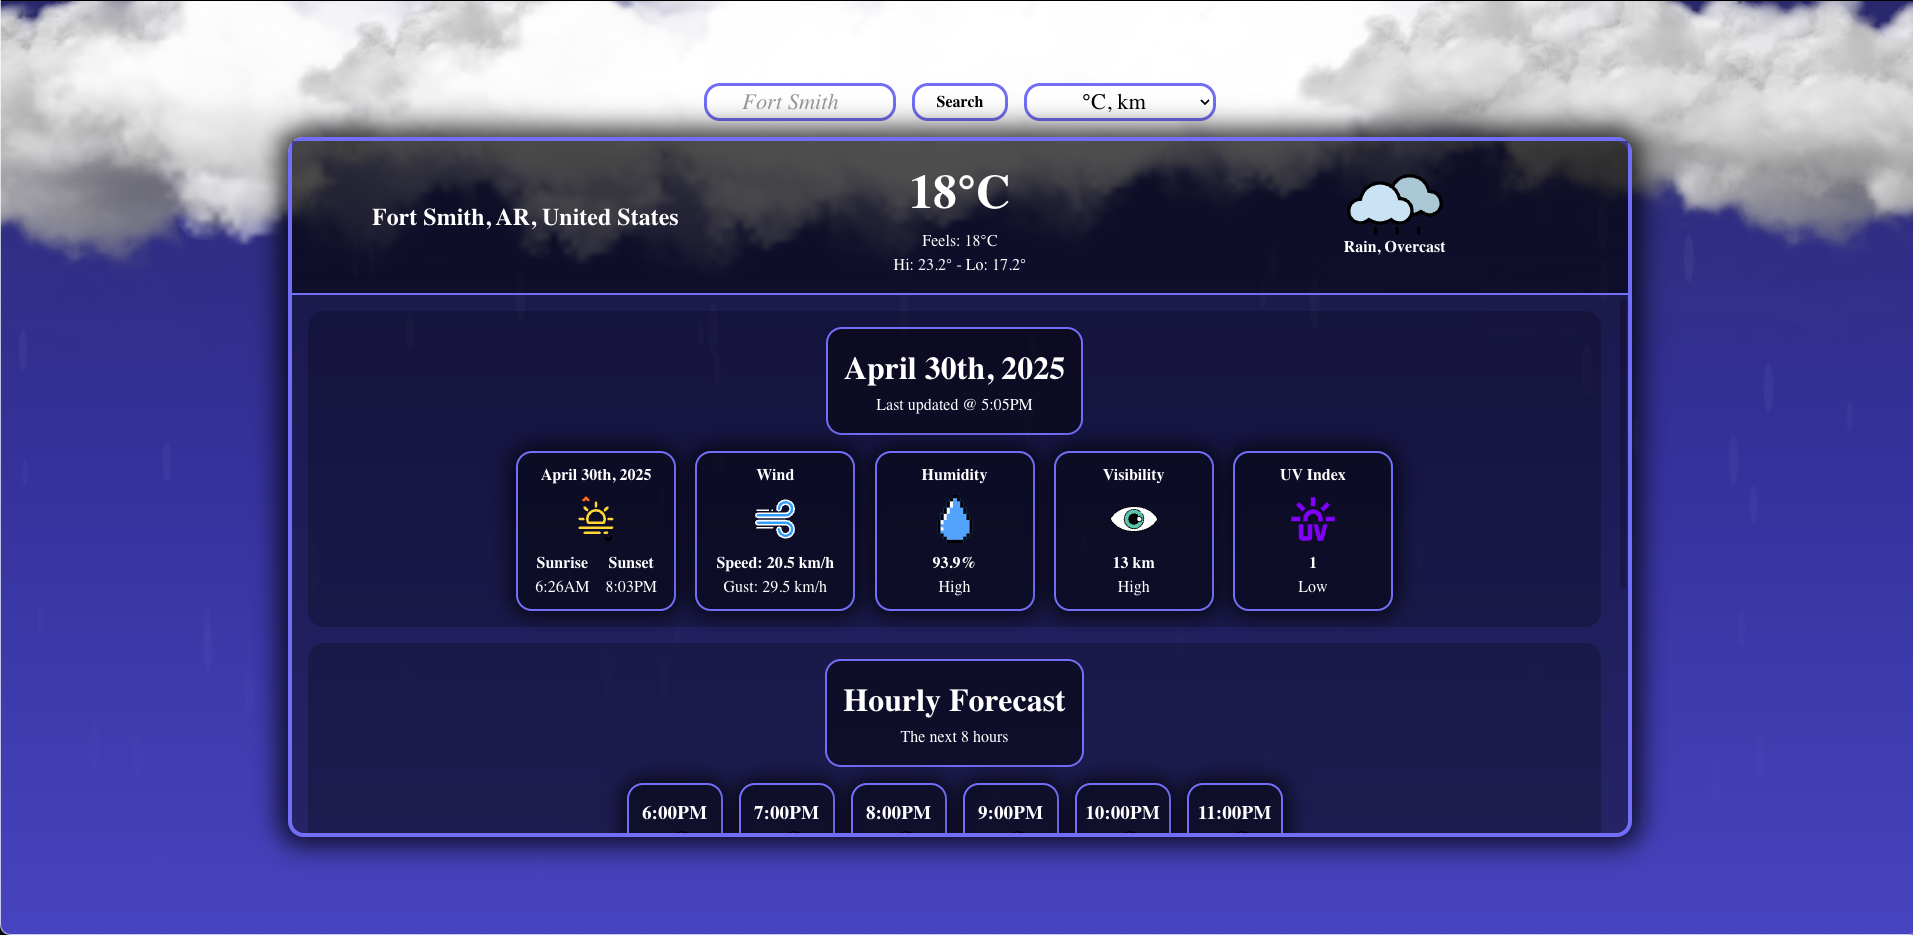 Fort Smith
Search
°C, km
Fort Smith, AR, United States
18°C
Feels: 18°C
Hi: 23.2° - Lo: 17.2°
Rain, Overcast
April 30th, 2025
Last updated @ 5:05PM
April 30th, 2025
Sunrise Sunset
6:26AM 8:03PM
Wind
Speed: 20.5 km/h
Gust: 29.5 km/h
Humidity
93.9%
High
Visibility
13 km
High
UV Index
UV
1
Low
Hourly Forecast
The next 8 hours
6:00PM 7:00PM 8:00PM 9:00PM 10:00PM 11:00PM